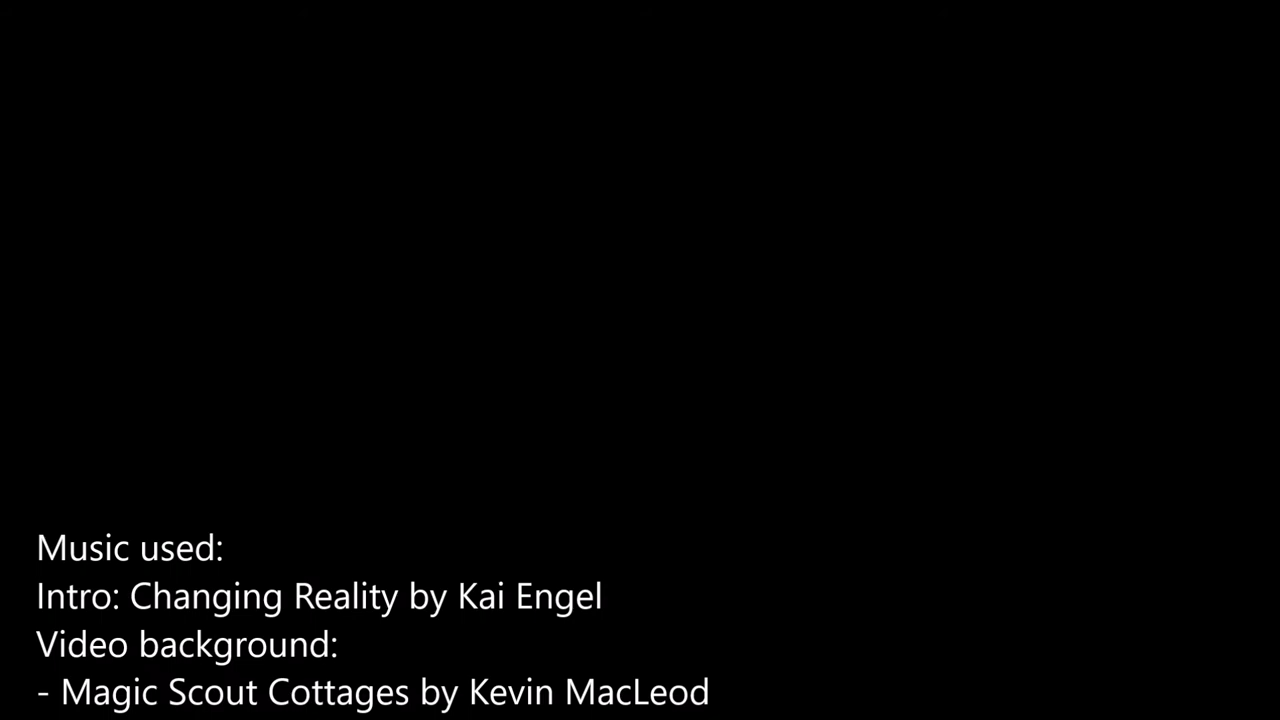 Music used:
Intro: Changing Reality by Kai Engel
Video background:
- Magic Scout Cottages by Kevin MacLeod